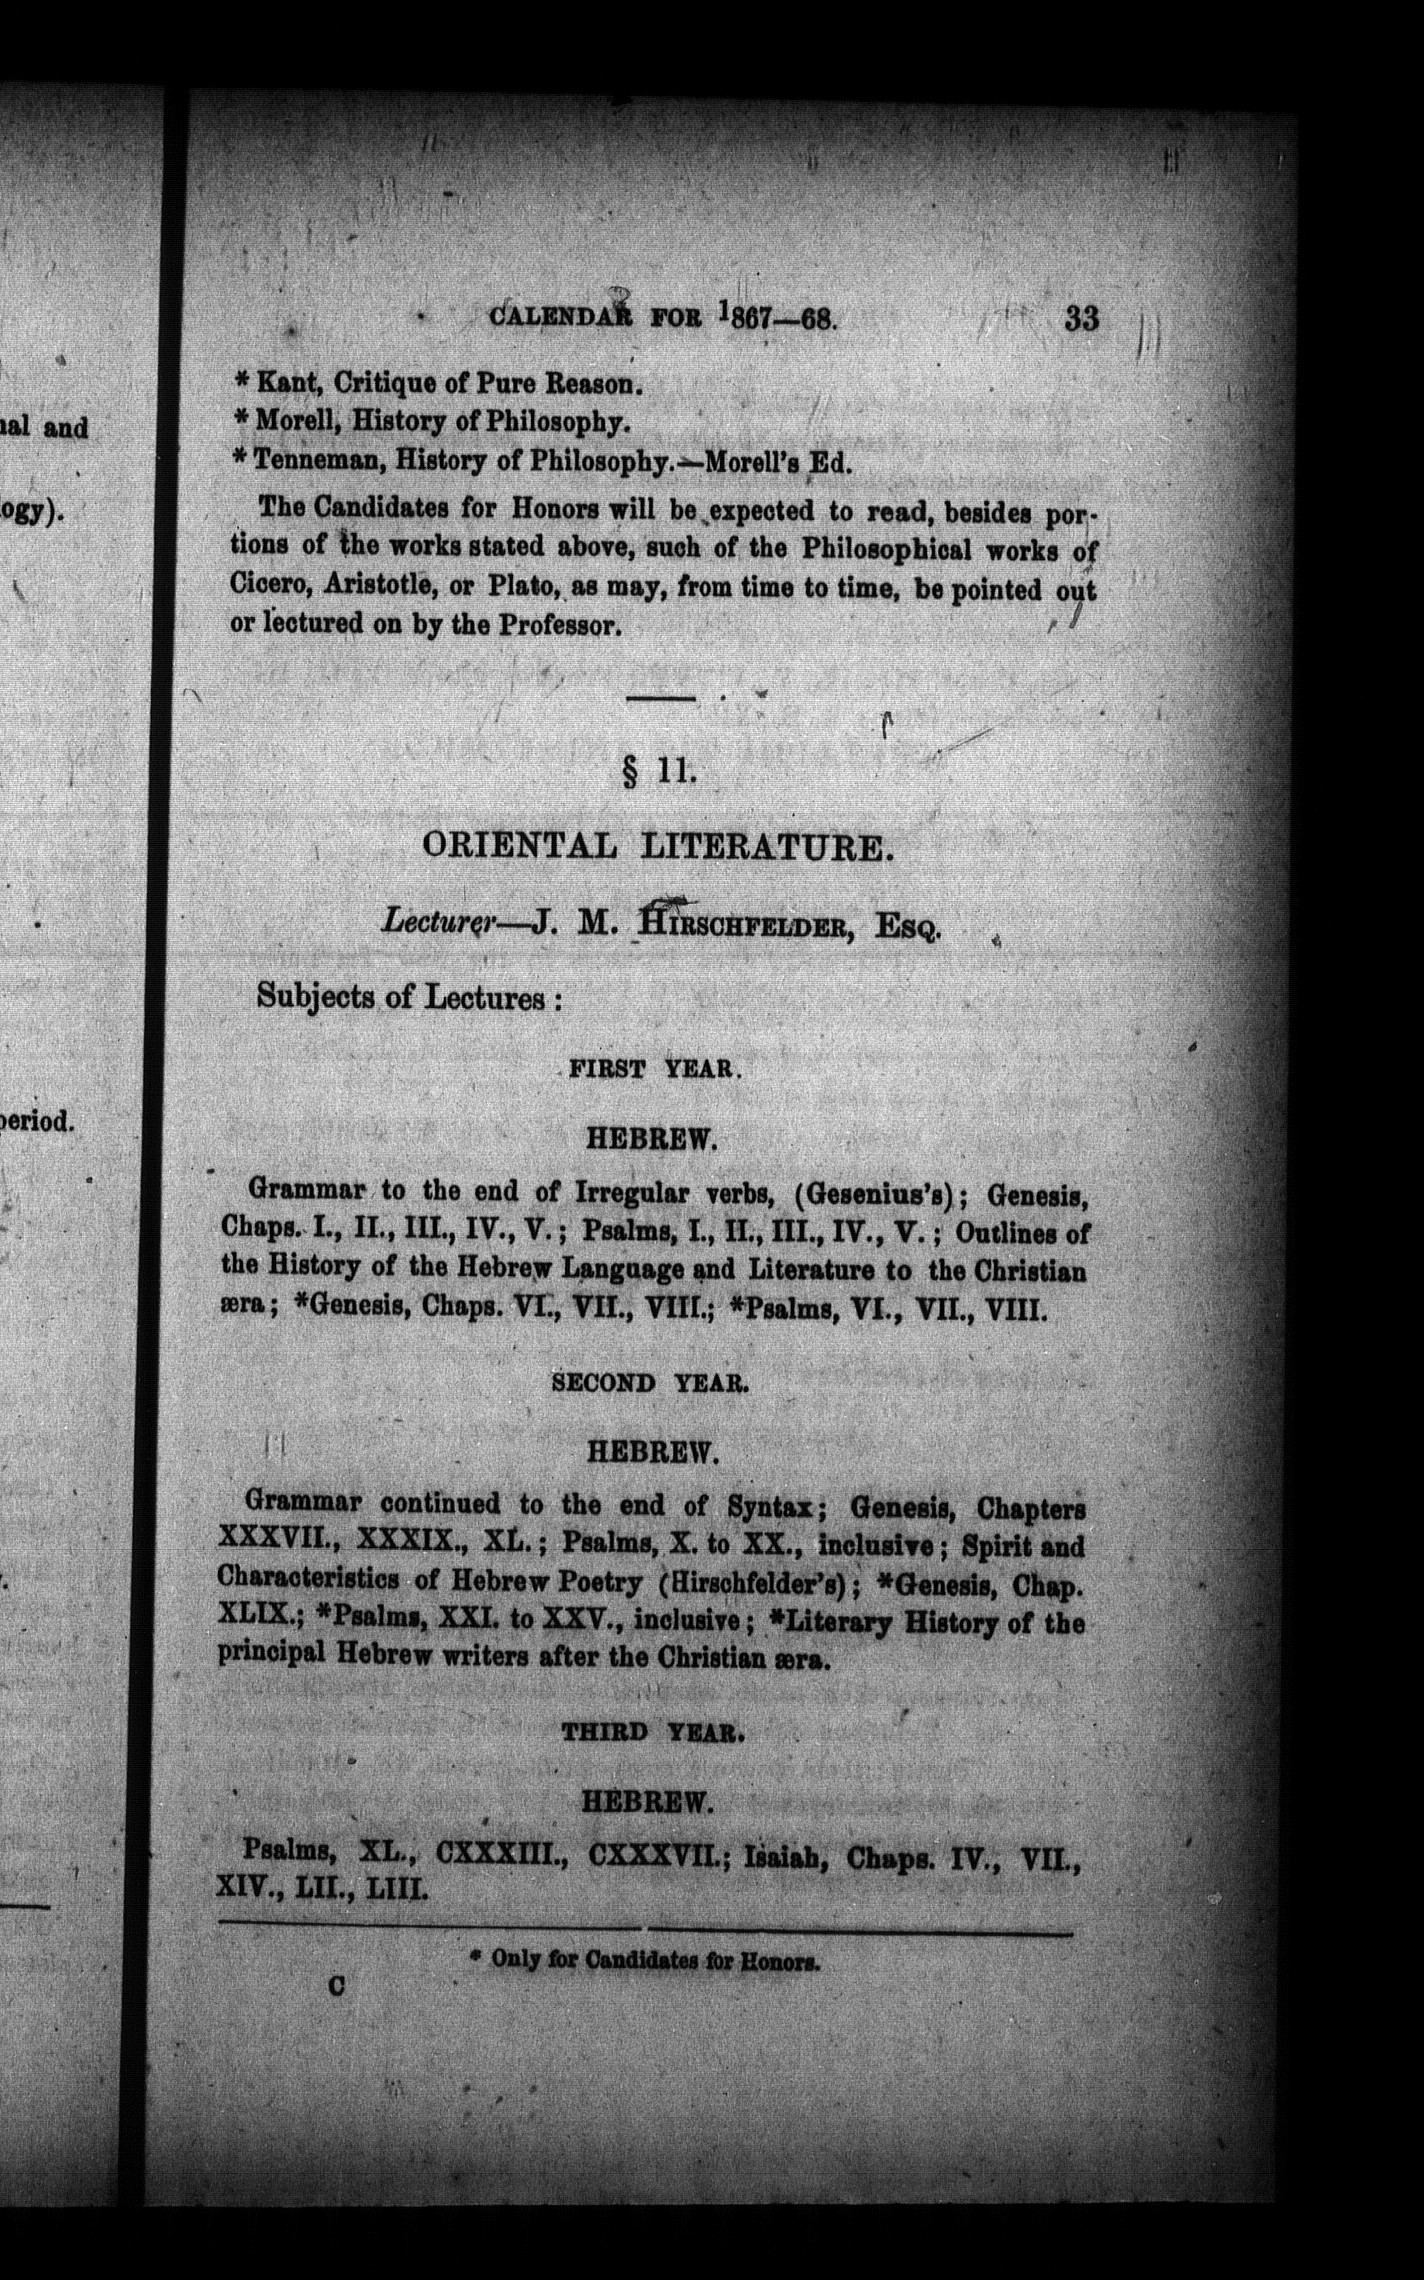 CALENDAR FOR 1867—68. 33
* Kant, Critique of Pure Reason.
* Morell, History of Philosophy.
* Tenneman, History of Philosophy.—Morell's Ed.
The Candidates for Honors will be expected to read, besides por-
tions of the works stated above, such of the Philosophical works of
Cicero, Aristotle, or Plato, as may, from time to time, be pointed out
or lectured on by the Professor.
§ 11.
ORIENTAL LITERATURE.
Lecturer—J. M. HIRSCHFELDER, ESQ.
Subjects of Lectures :
FIRST YEAR.
HEBREW.
Grammar to the end of Irregular verbs, (Gesenius's); Genesis,
Chaps. I., II., III., IV., V. ; Psalms, I., II., III., IV., V. ; Outlines of
the History of the Hebrew Language and Literature to the Christian
æra ; *Genesis, Chaps. VI., VII., VIII.; *Psalms, VI., VII., VIII.
SECOND YEAR.
HEBREW.
Grammar continued to the end of Syntax; Genesis, Chapters
XXXVII., XXXIX., XL. ; Psalms, X. to XX., inclusive ; Spirit and
Characteristics of Hebrew Poetry (Hirschfelder's) ; *Genesis, Chap.
XLIX.; *Psalms, XXI. to XXV., inclusive ; *Literary History of the
principal Hebrew writers after the Christian æra.
THIRD YEAR.
HEBREW.
Psalms, XL., CXXXIII., CXXXVII.; Isaiah, Chaps. IV., VII.,
XIV., LII., LIII.
* Only for Candidates for Honors.
C
and